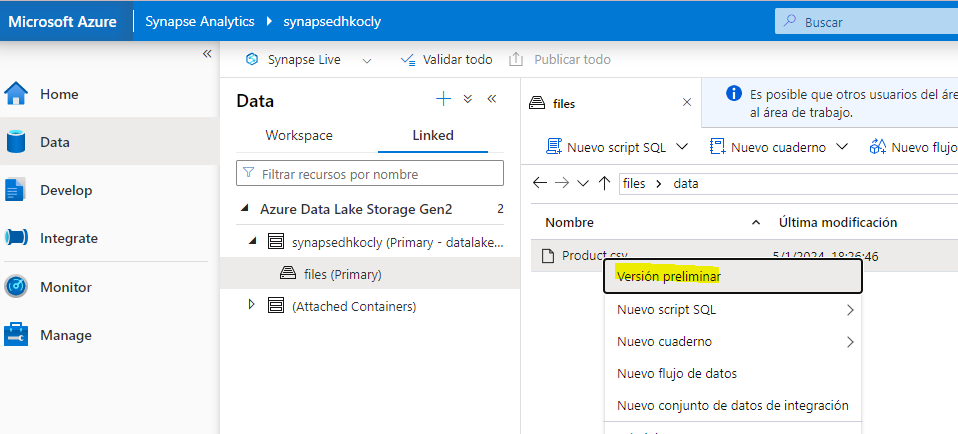 Microsoft Azure
Synapse Analytics
synapsedhkocly
Buscar
Synapse Live
Validar todo
Publicar todo
Home
Data
Develop
Integrate
Monitor
Manage
Data
Workspace
Linked
Filtrar recursos por nombre
Azure Data Lake Storage Gen2 2
synapsedhkocly (Primary - datalake...
files (Primary)
(Attached Containers)
files
Es posible que otros usuarios del áre
al área de trabajo.
Nuevo script SQL
Nuevo cuaderno
Nuevo flujo
files > data
Nombre
Última modificación
Product.csv
5/1/2024, 18:26:46
Versión preliminar
Nuevo script SQL
Nuevo cuaderno
Nuevo flujo de datos
Nuevo conjunto de datos de integración